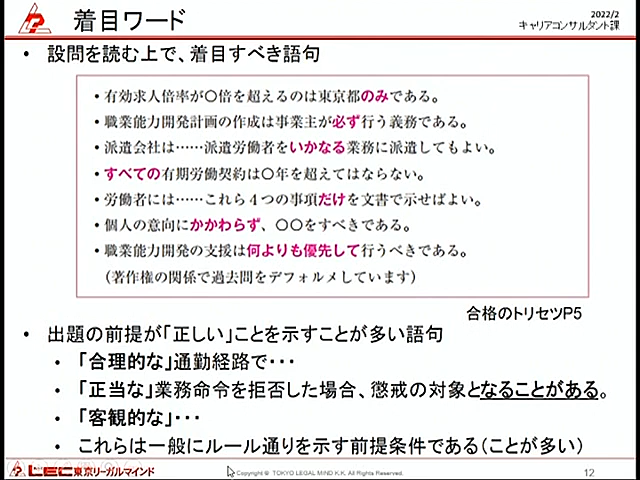 着目ワード
2022/2
キャリアコンサルタント課
・ 設問を読む上で、着目すべき語句
・有効求人倍率が〇倍を超えるのは東京都のみである。
・職業能力開発計画の作成は事業主が必ず行う義務である。
・派遣会社は……派遣労働者をいかなる業務に派遣してもよい。
・すべての有期労働契約は〇年を超えてはならない。
・労働者には……これら４つの事項だけを文書で示せばよい。
・個人の意向にかかわらず、〇〇をすべきである。
・職業能力開発の支援は何よりも優先して行うべきである。
（著作権の関係で過去問をデフォルメしています）
合格のトリセツP5
・ 出題の前提が「正しい」ことを示すことが多い語句
・ 「合理的な」通勤経路で・・・
・ 「正当な」業務命令を拒否した場合、懲戒の対象となることがある。
・ 「客観的な」・・・
・ これらは一般にルール通りを示す前提条件である（ことが多い）
LEC東京リーガルマインド
Copyright © TOKYO LEGAL MIND K.K. All Rights Reserved.
12